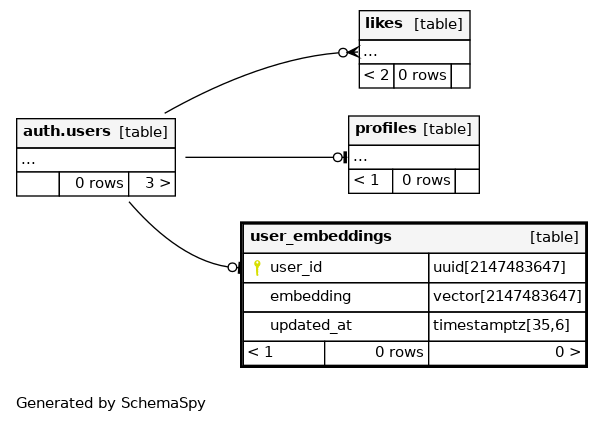 likes [table]
...
< 2 0 rows
auth.users [table]
...
0 rows 3 >
profiles [table]
...
< 1 0 rows
user_embeddings [table]
user_id uuid[2147483647]
embedding vector[2147483647]
updated_at timestamptz[35,6]
< 1 0 rows 0 >
Generated by SchemaSpy